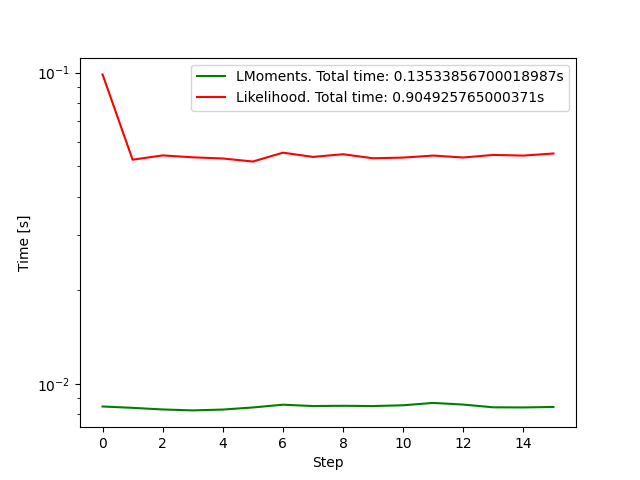 10⁻¹
LMoments. Total time: 0.13533856700018987s
Likelihood. Total time: 0.904925765000371s
Time [s]
10⁻²
0 2 4 6 8 10 12 14
Step